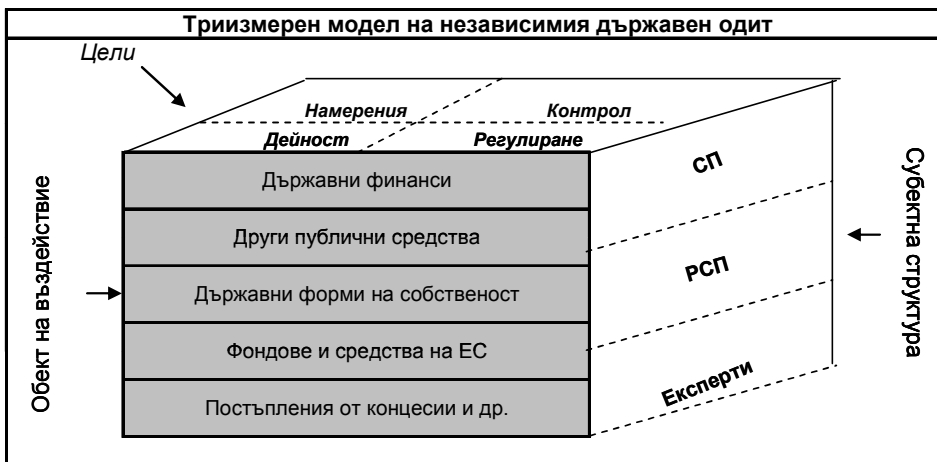 Триизмерен модел на независимия държавен одит
Цели
Намерения
Контрол
Дейност
Регулиране
Държавни финанси
Други публични средства
Държавни форми на собственост
Фондове и средства на ЕС
Постъпления от концесии и др.
Обект на въздействие
СП
РСП
Експерти
Субектна структура